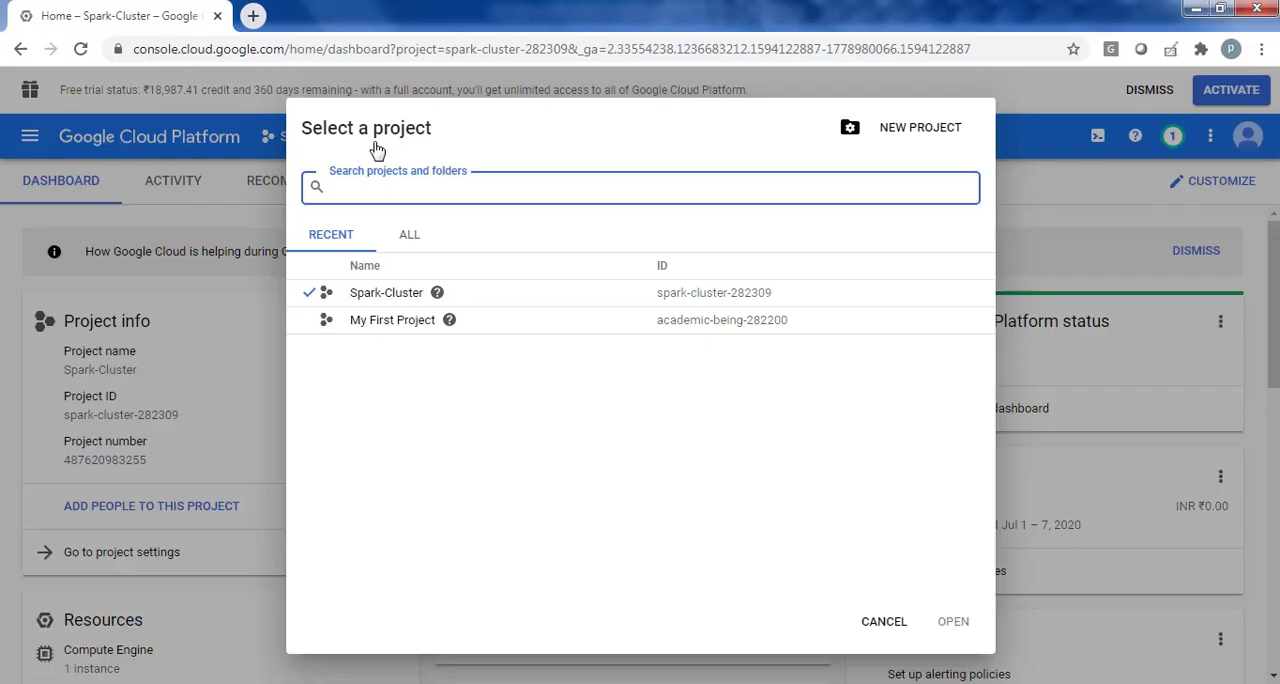 Home – Spark-Cluster – Google
console.cloud.google.com/home/dashboard?project=spark-cluster-282309&_ga=2.33554238.1236683212.1594122887-1778980066.1594122887
G
P
Free trial status: ₹18,987.41 credit and 360 days remaining - with a full account, you'll get unlimited access to all of Google Cloud Platform.
DISMISS
ACTIVATE
Google Cloud Platform
S
1
DASHBOARD
ACTIVITY
RECOM
CUSTOMIZE
How Google Cloud is helping during
DISMISS
Select a project
NEW PROJECT
Search projects and folders
RECENT
ALL
Name
ID
Spark-Cluster
spark-cluster-282309
My First Project
academic-being-282200
CANCEL
OPEN
Project info
Project name
Spark-Cluster
Project ID
spark-cluster-282309
Project number
487620983255
ADD PEOPLE TO THIS PROJECT
Go to project settings
Resources
Compute Engine
1 instance
Platform status
dashboard
INR ₹0.00
d Jul 1 – 7, 2020
es
Set up alerting policies